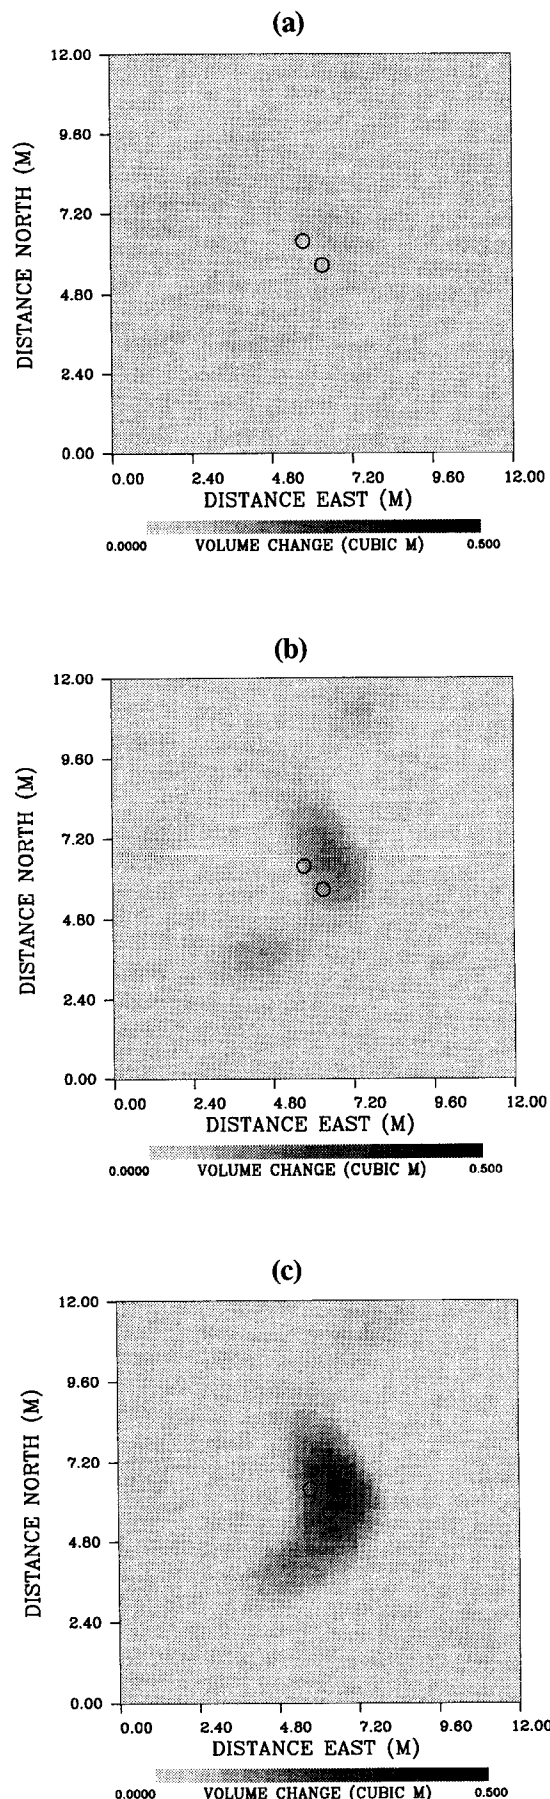 (a)
12.00
9.60
7.20
4.80
2.40
0.00
DISTANCE NORTH (M)
0.00 2.40 4.80 7.20 9.60 12.00
DISTANCE EAST (M)
0.0000 VOLUME CHANGE (CUBIC M) 0.500
(b)
12.00
9.60
7.20
4.80
2.40
0.00
DISTANCE NORTH (M)
0.00 2.40 4.80 7.20 9.60 12.00
DISTANCE EAST (M)
0.0000 VOLUME CHANGE (CUBIC M) 0.500
(c)
12.00
9.60
7.20
4.80
2.40
0.00
DISTANCE NORTH (M)
0.00 2.40 4.80 7.20 9.60 12.00
DISTANCE EAST (M)
0.0000 VOLUME CHANGE (CUBIC M) 0.500